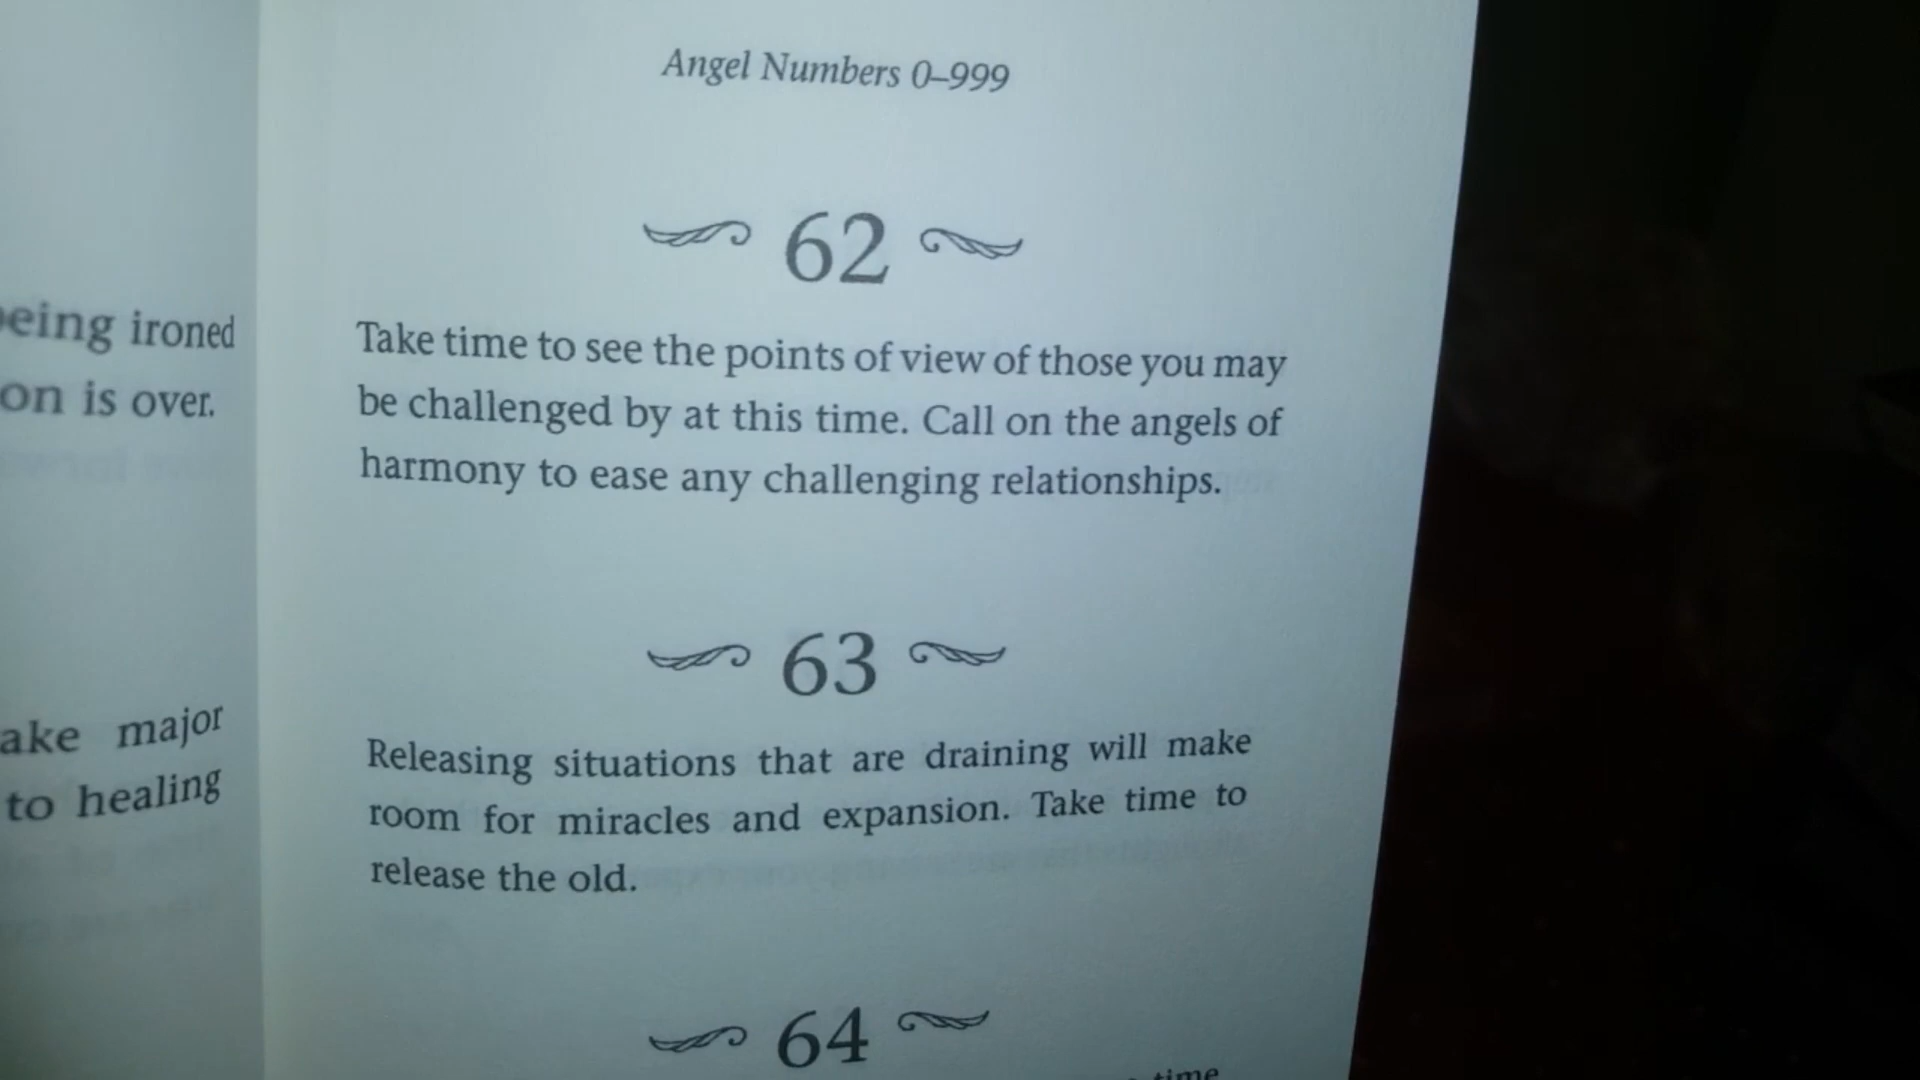 eing ironed
on is over.
ake major
to healing
Angel Numbers 0–999
62
Take time to see the points of view of those you may
be challenged by at this time. Call on the angels of
harmony to ease any challenging relationships.
63
Releasing situations that are draining will make
room for miracles and expansion. Take time to
release the old.
64
time